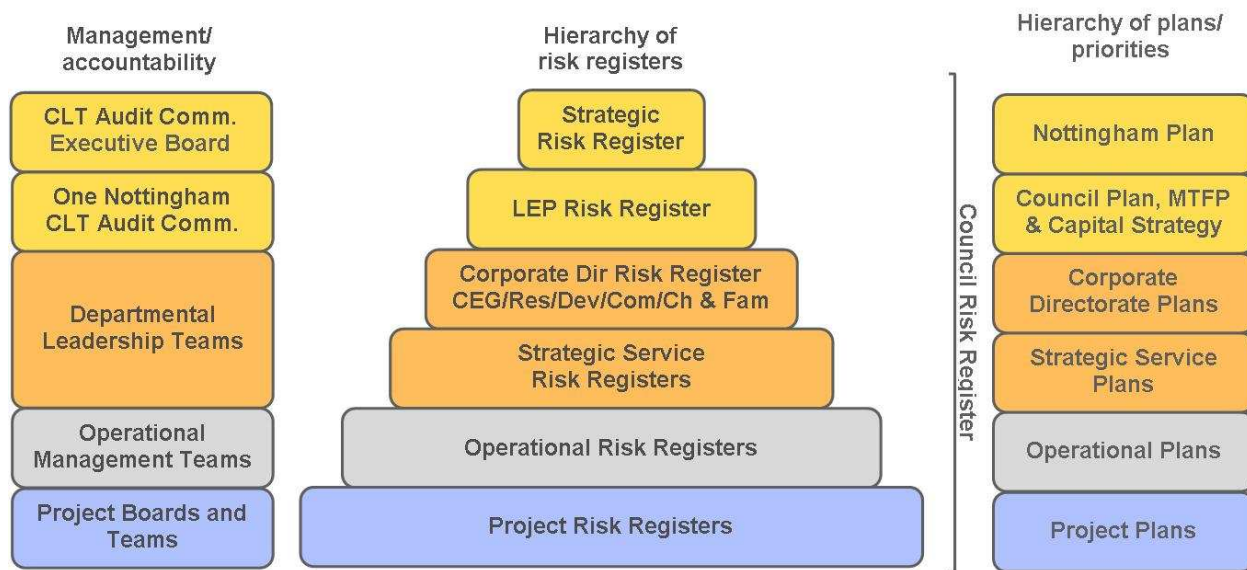 Management/
accountability
CLT Audit Comm.
Executive Board
One Nottingham
CLT Audit Comm.
Departmental
Leadership Teams
Operational
Management Teams
Project Boards and
Teams
Hierarchy of
risk registers
Strategic
Risk Register
LEP Risk Register
Corporate Dir Risk Register
CEG/Res/Dev/Com/Ch & Fam
Strategic Service
Risk Registers
Operational Risk Registers
Project Risk Registers
Council Risk Register
Hierarchy of plans/
priorities
Nottingham Plan
Council Plan, MTFP
& Capital Strategy
Corporate
Directorate Plans
Strategic Service
Plans
Operational Plans
Project Plans